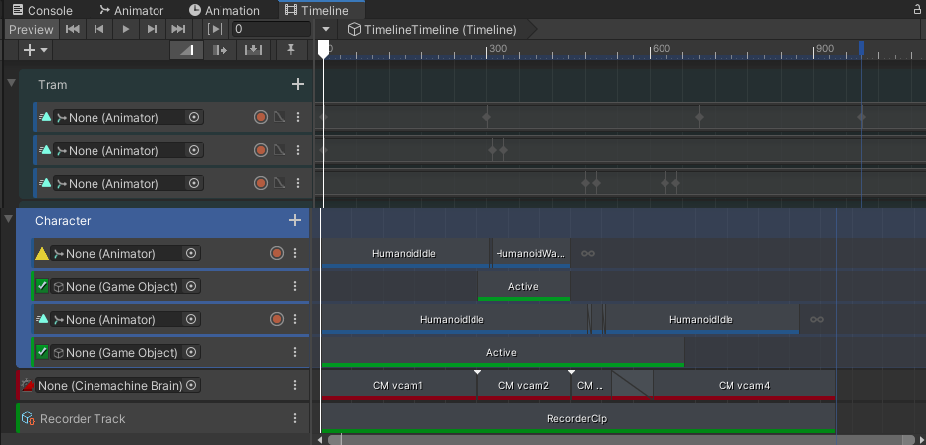 Console Animator Animation Timeline
Preview 0 TimelineTimeline (Timeline)
0 300 600 900
Tram
None (Animator)
None (Animator)
None (Animator)
Character
None (Animator) HumanoidIdle HumanoidWa...
None (Game Object) Active
None (Animator) HumanoidIdle HumanoidIdle
None (Game Object) Active
None (Cinemachine Brain) CM vcam1 CM vcam2 CM ... CM vcam4
Recorder Track RecorderClip